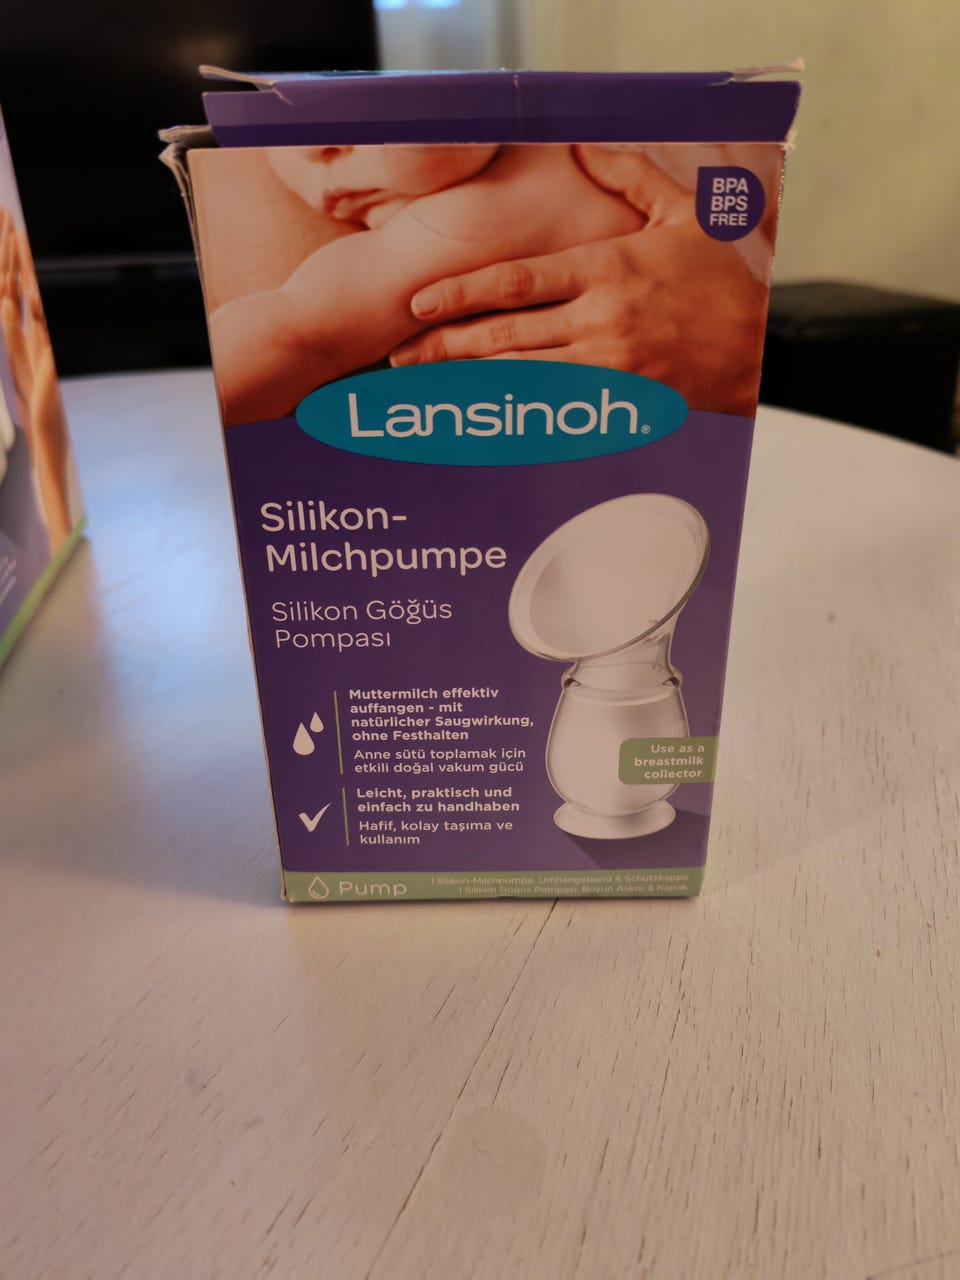 BPA
BPS
FREE
Lansinoh®
Silikon-
Milchpumpe
Silikon Göğüs
Pompası
Muttermilch effektiv
auffangen - mit
natürlicher Saugwirkung,
ohne Festhalten
Anne sütü toplamak için
etkili doğal vakum gücü
Leicht, praktisch und
einfach zu handhaben
Hafif, kolay taşıma ve
kullanım
Use as a
breastmilk
collector
Pump
1 Silikon-Milchpumpe, Umhängeband & Schutzkappe
1 Silikon Göğüs Pompası, Boyun Askısı & Kapak